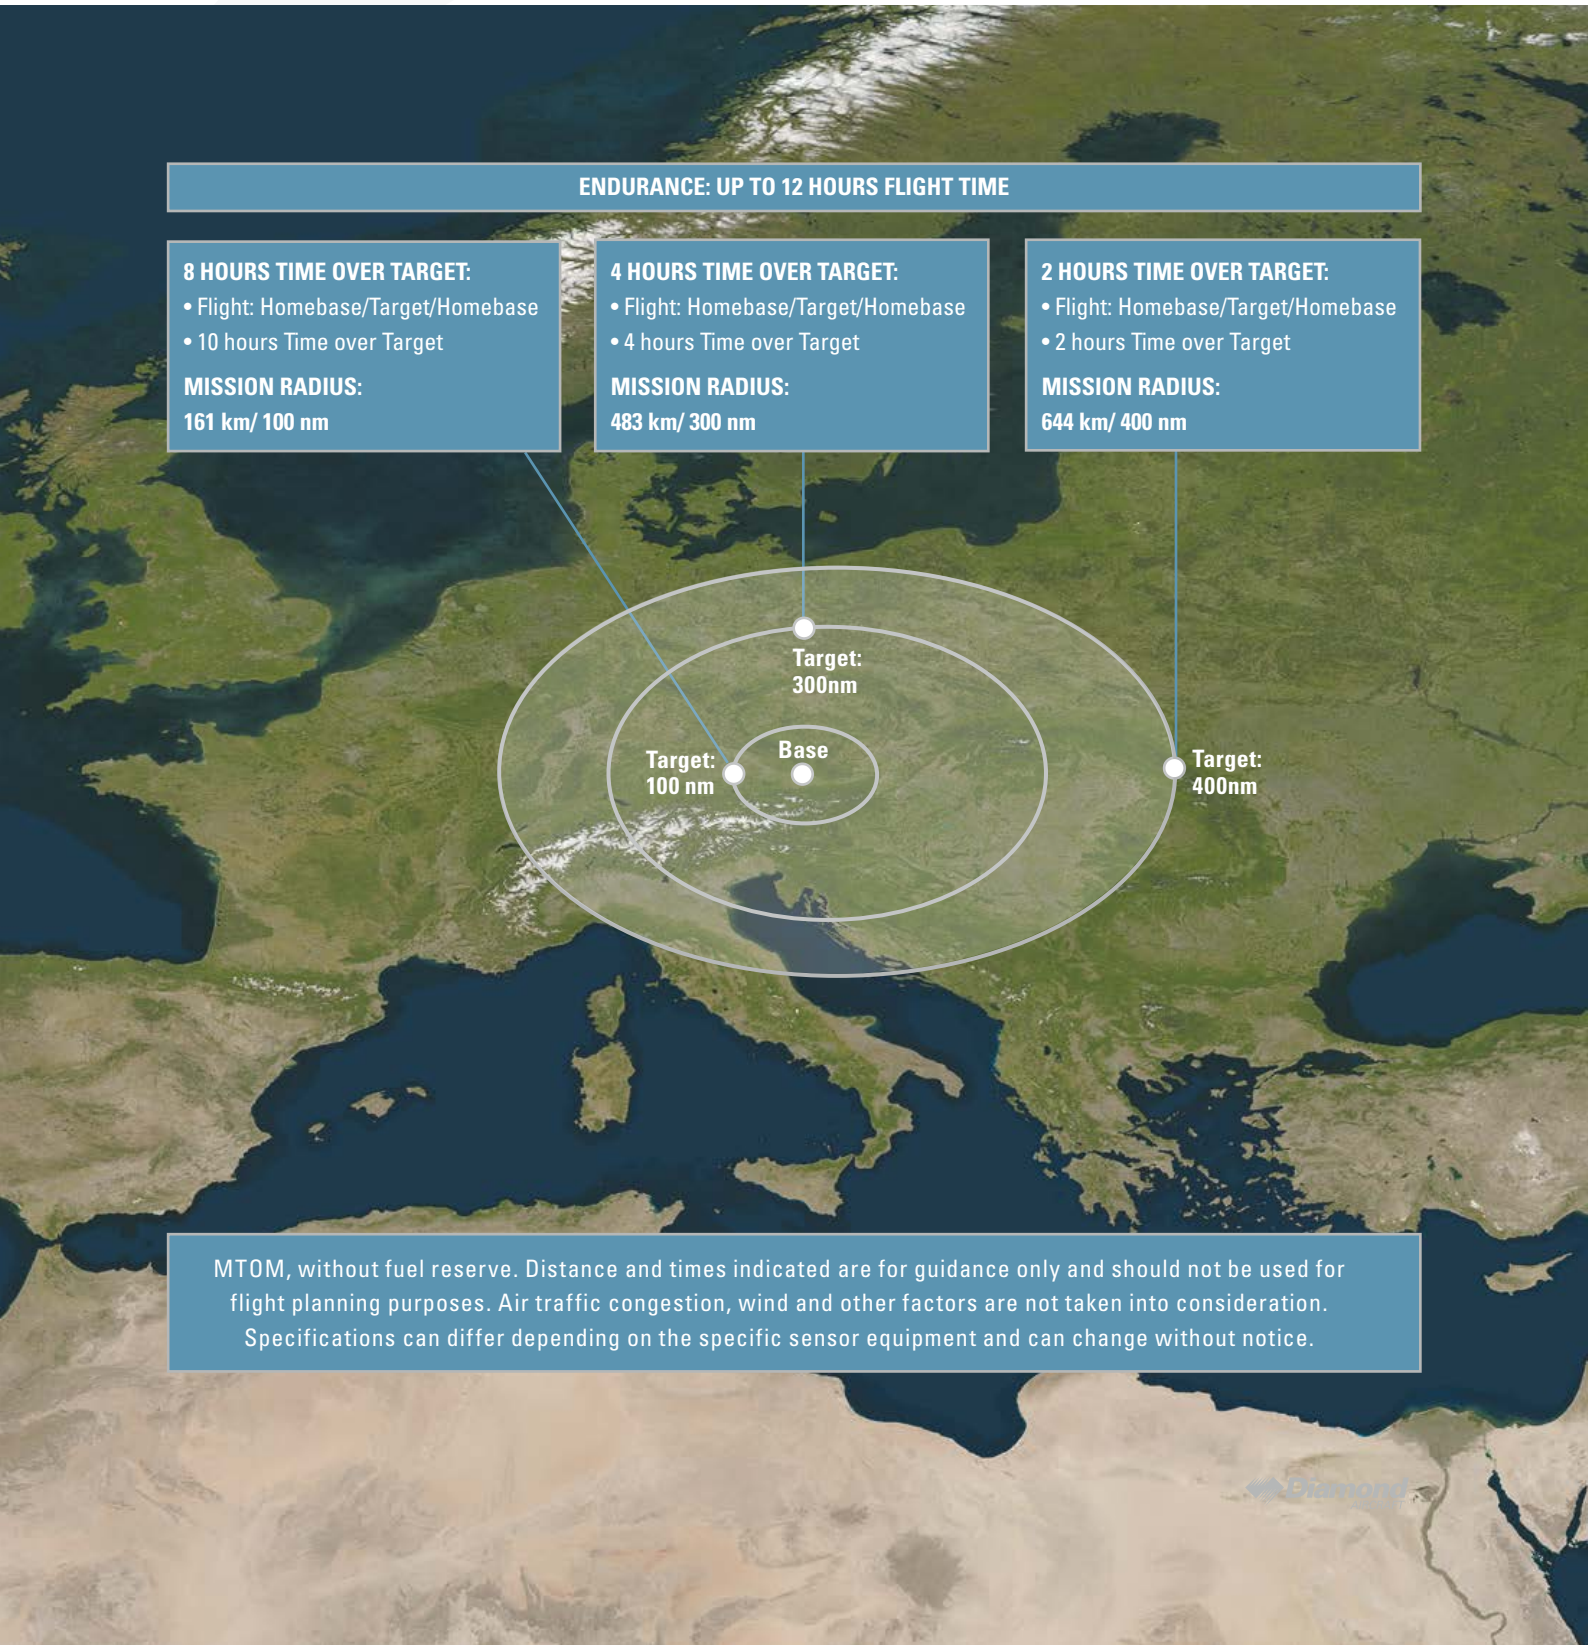 ENDURANCE: UP TO 12 HOURS FLIGHT TIME
8 HOURS TIME OVER TARGET:
• Flight: Homebase/Target/Homebase
• 10 hours Time over Target
MISSION RADIUS:
161 km/ 100 nm
4 HOURS TIME OVER TARGET:
• Flight: Homebase/Target/Homebase
• 4 hours Time over Target
MISSION RADIUS:
483 km/ 300 nm
2 HOURS TIME OVER TARGET:
• Flight: Homebase/Target/Homebase
• 2 hours Time over Target
MISSION RADIUS:
644 km/ 400 nm
Target:
300nm
Base
Target:
100 nm
Target:
400nm
MTOM, without fuel reserve. Distance and times indicated are for guidance only and should not be used for
flight planning purposes. Air traffic congestion, wind and other factors are not taken into consideration.
Specifications can differ depending on the specific sensor equipment and can change without notice.
Diamond